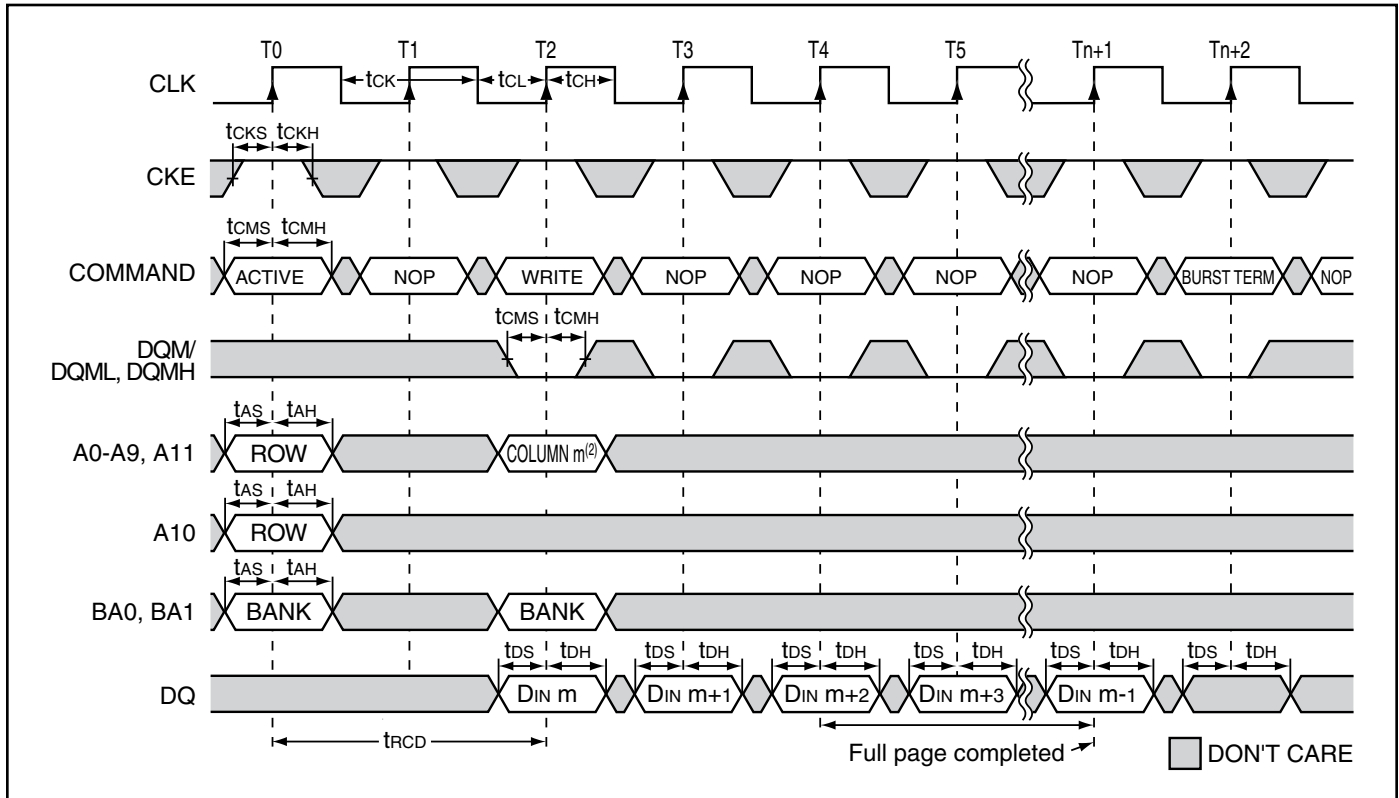 T0 T1 T2 T3 T4 T5 Tn+1 Tn+2
CLK tCK tCL tCH
tCKS tCKH
CKE
tCMS tCMH
COMMAND ACTIVE NOP WRITE NOP NOP NOP NOP BURST TERM NOP
tCMS tCMH
DQM/
DQML, DQMH
tAS tAH
A0-A9, A11 ROW COLUMN m(2)
tAS tAH
A10 ROW
tAS tAH
BA0, BA1 BANK BANK
tDS tDH tDS tDH tDS tDH tDS tDH tDS tDH tDS tDH
DQ DIN m DIN m+1 DIN m+2 DIN m+3 DIN m-1
tRCD Full page completed DON'T CARE